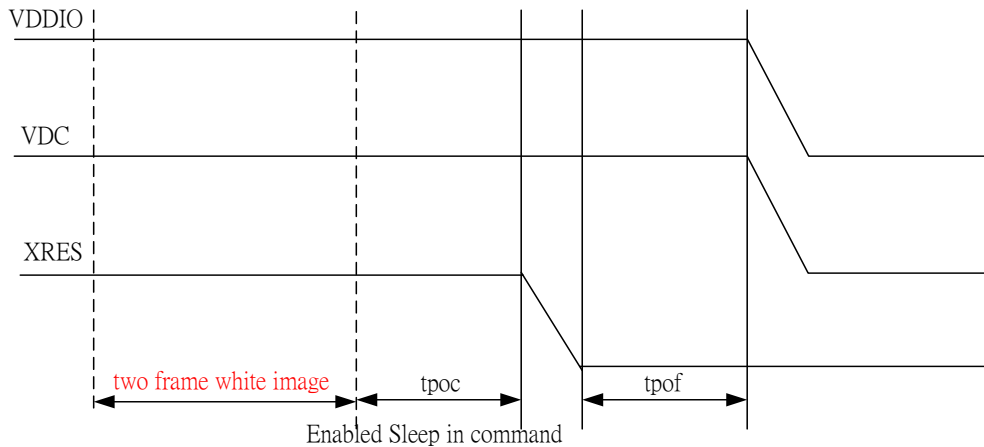 VDDIO
VDC
XRES
two frame white image
tpoc
tpof
Enabled Sleep in command